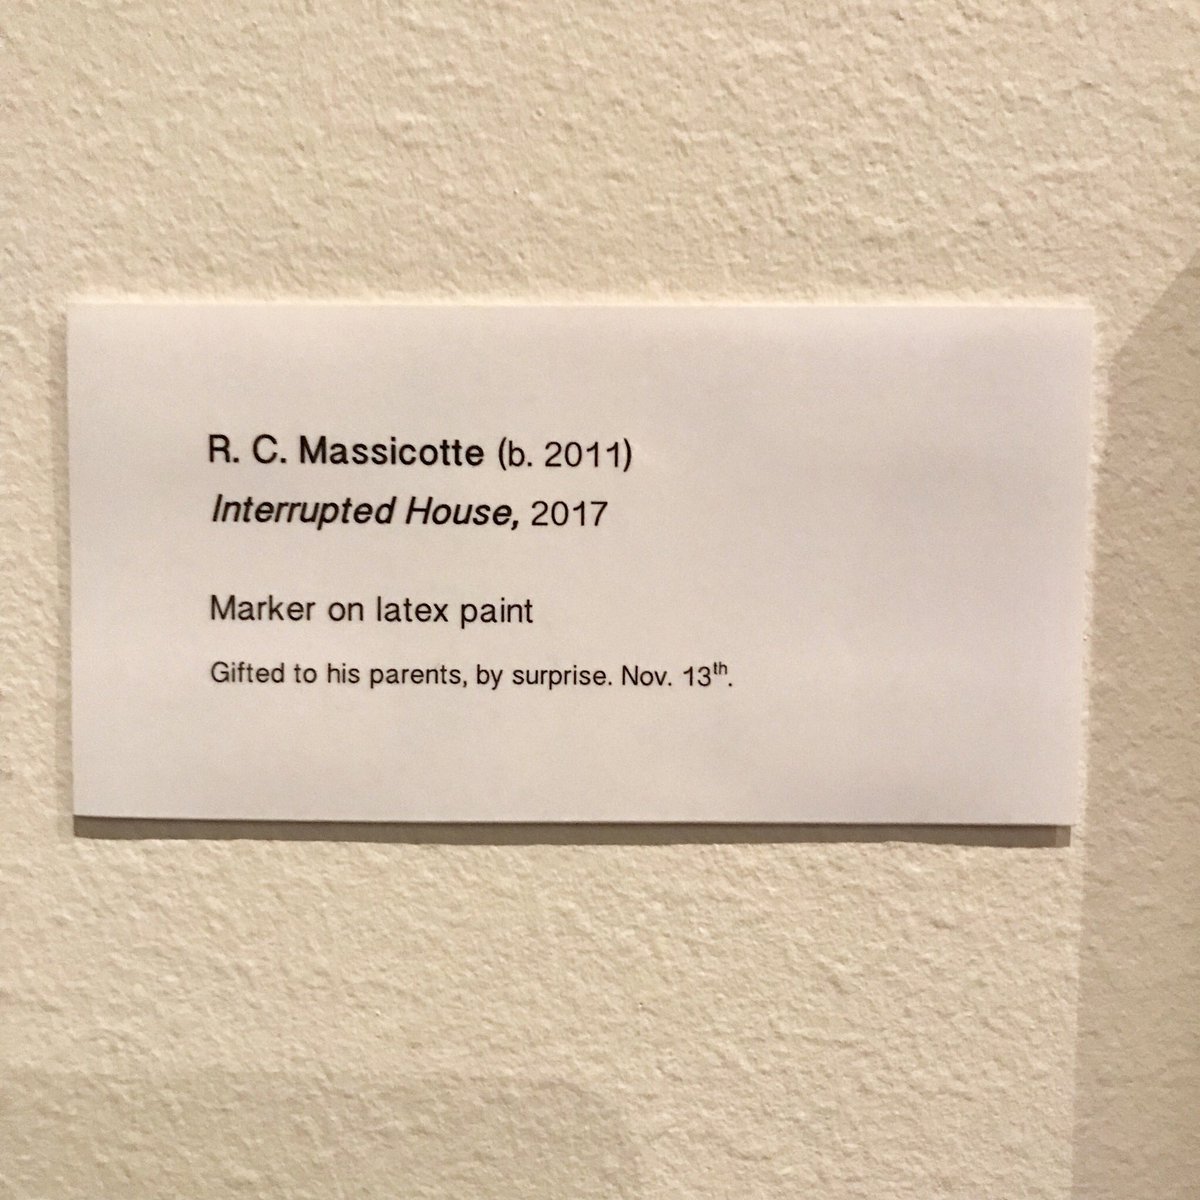 R. C. Massicotte (b. 2011)
Interrupted House, 2017
Marker on latex paint
Gifted to his parents, by surprise. Nov. 13th.